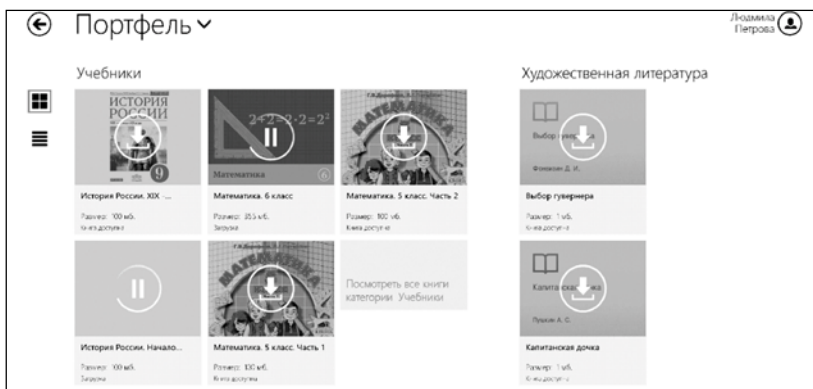 Портфель
Людмила
Петрова
Учебники
Художественная литература
ИСТОРИЯ
РОССИИ
9
2+2=2·2=2²
Математика
6
МАТЕМАТИКА
Выбор гувернера
Фонвизин Д. И.
История России. XIX -...
Размер: 100 мб.
Книга доступна
Математика. 6 класс
Размер: мб.
Загрузка
Математика. 5 класс. Часть 2
Размер: 100 мб.
Книга доступна
Выбор гувернера
Размер: 1 мб.
Книга доступна
МАТЕМАТИКА
Посмотреть все книги
категории Учебники
Капитанская дочка
Пушкин А. С.
История России. Начало...
Размер: 100 мб.
Загрузка
Математика. 5 класс. Часть 1
Размер: 100 мб.
Книга доступна
Капитанская дочка
Размер: 1 мб.
Книга доступна